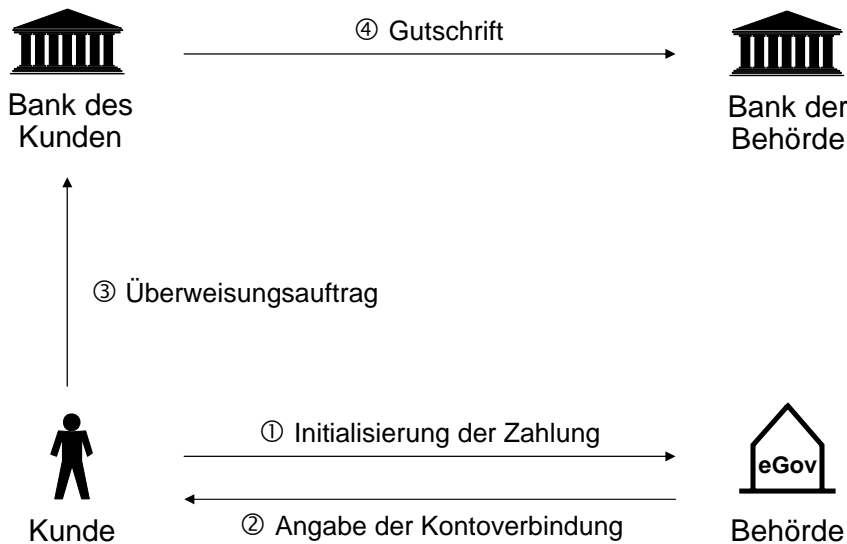 ④ Gutschrift
Bank des
Kunden
Bank der
Behörde
③ Überweisungsauftrag
① Initialisierung der Zahlung
eGov
② Angabe der Kontoverbindung
Kunde
Behörde